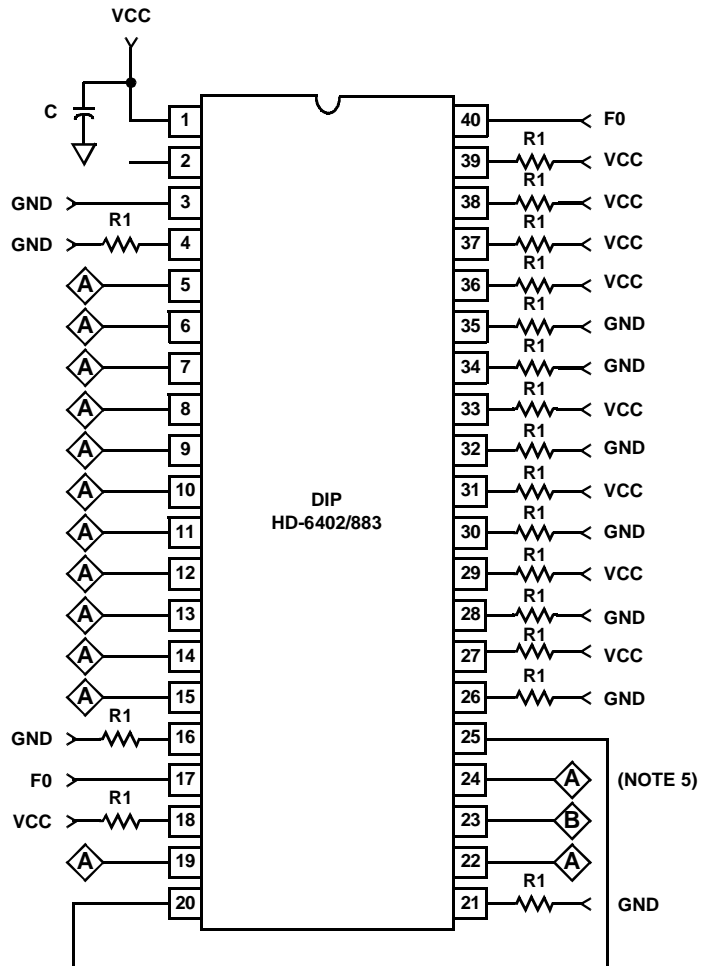 VCC
C
1 40 F0
R1
2 39 VCC
R1
GND 3 38 VCC
R1 R1
GND 4 37 VCC
R1
A 5 36 VCC
R1
A 6 35 GND
R1
A 7 34 GND
R1
A 8 33 VCC
R1
A 9 32 GND
R1
A 10 31 VCC
R1
A 11 30 GND
R1
A 12 29 VCC
R1
A 13 28 GND
R1
A 14 27 VCC
R1
A 15 26 GND
R1
GND 16 25
F0 17 24 A (NOTE 5)
R1
VCC 18 23 B
A 19 22 A
R1
20 21 GND
DIP
HD-6402/883